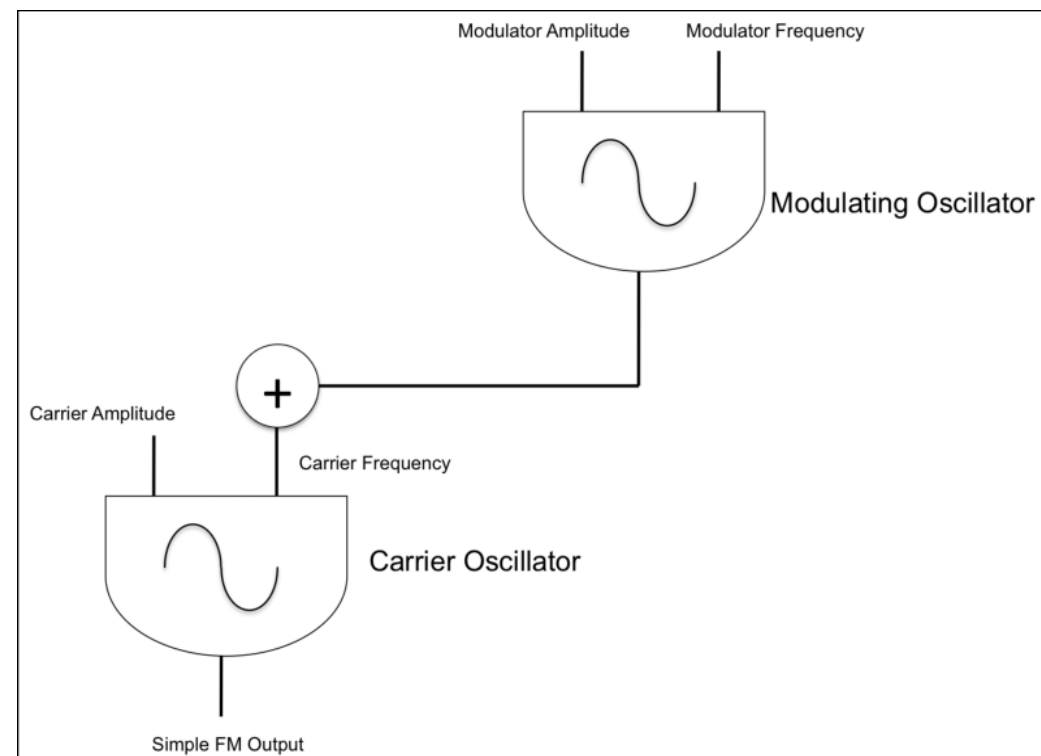 Modulator Amplitude
Modulator Frequency
Modulating Oscillator
+
Carrier Amplitude
Carrier Frequency
Carrier Oscillator
Simple FM Output